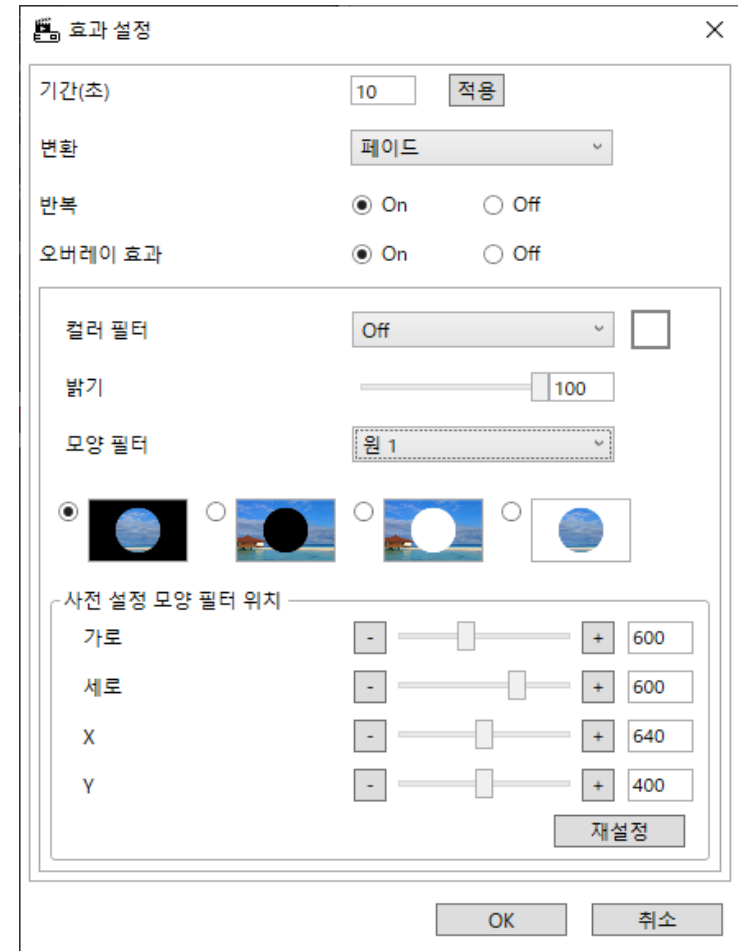 효과 설정
기간(초) 10 적용
변환 페이드
반복 On Off
오버레이 효과 On Off
컬러 필터 Off
밝기 100
모양 필터 원 1
사전 설정 모양 필터 위치
가로 - + 600
세로 - + 600
X - + 640
Y - + 400
재설정
OK 취소